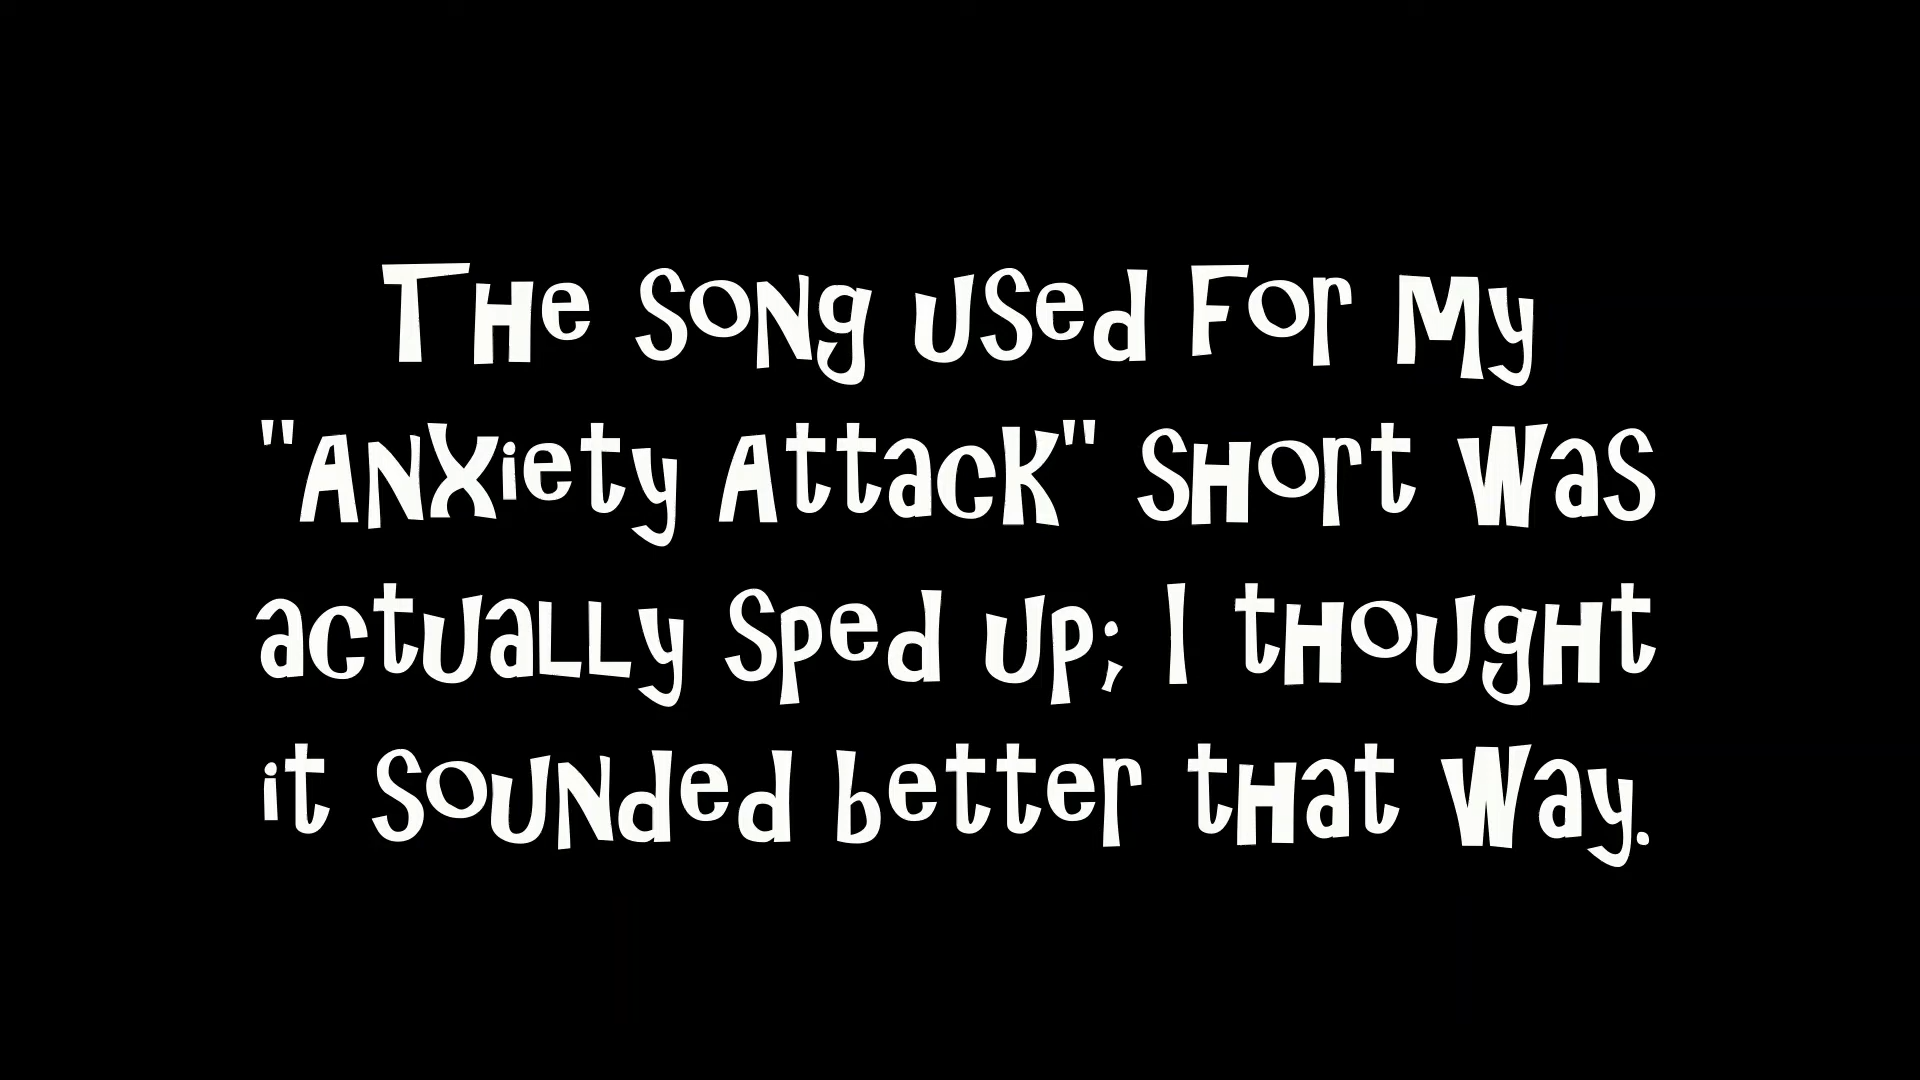 The Song Used For My
"Anxiety Attack" Short Was
actually Sped Up; I thought
it Sounded better that Way.